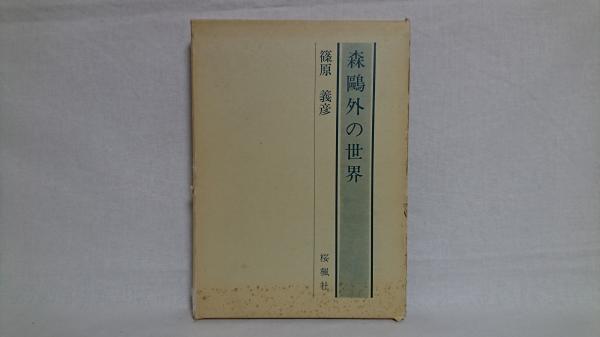 森鷗外の世界
篠原 義彦
桜楓社